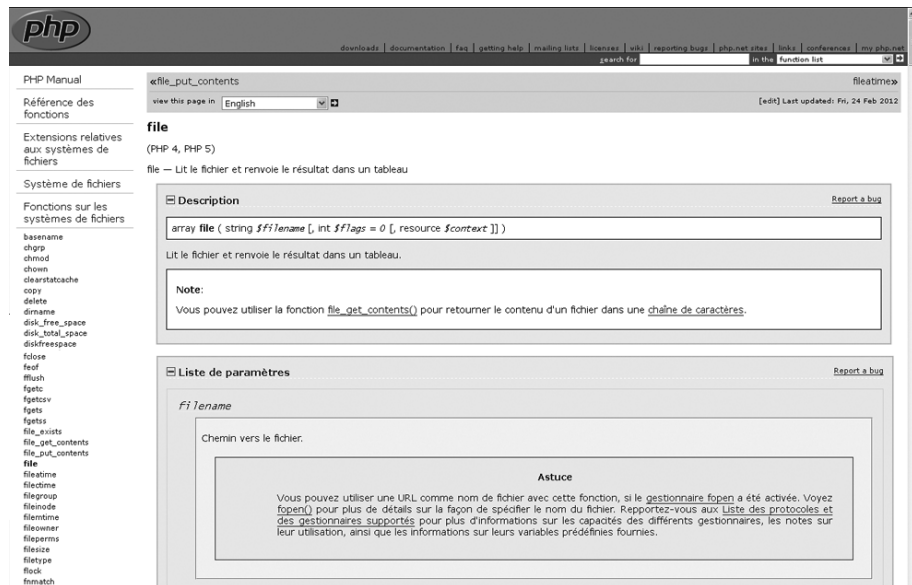 php
downloads | documentation | faq | getting help | mailing lists | licenses | wiki | reporting bugs | php.net sites | links | conferences | my php.net
search for in the function list
PHP Manual
Référence des
fonctions
Extensions relatives
aux systèmes de
fichiers
Système de fichiers
Fonctions sur les
systèmes de fichiers
basename
chgrp
chmod
chown
clearstatcache
copy
delete
dirname
disk_free_space
disk_total_space
diskfreespace
fclose
feof
fflush
fgetc
fgetcsv
fgets
fgetss
file_exists
file_get_contents
file_put_contents
file
fileatime
filectime
filegroup
fileinode
filemtime
fileowner
fileperms
filesize
filetype
flock
fnmatch
«file_put_contents fileatime»
view this page in English [edit] Last updated: Fri, 24 Feb 2012
file
(PHP 4, PHP 5)
file — Lit le fichier et renvoie le résultat dans un tableau
Description Report a bug
array file ( string $filename [, int $flags = 0 [, resource $context ]] )
Lit le fichier et renvoie le résultat dans un tableau.
Note:
Vous pouvez utiliser la fonction file_get_contents() pour retourner le contenu d'un fichier dans une chaîne de caractères.
Liste de paramètres Report a bug
filename
Chemin vers le fichier.
Astuce
Vous pouvez utiliser une URL comme nom de fichier avec cette fonction, si le gestionnaire fopen a été activée. Voyez
fopen() pour plus de détails sur la façon de spécifier le nom du fichier. Repportez-vous aux Liste des protocoles et
des gestionnaires supportés pour plus d'informations sur les capacités des différents gestionnaires, les notes sur
leur utilisation, ainsi que les informations sur leurs variables prédéfinies fournies.